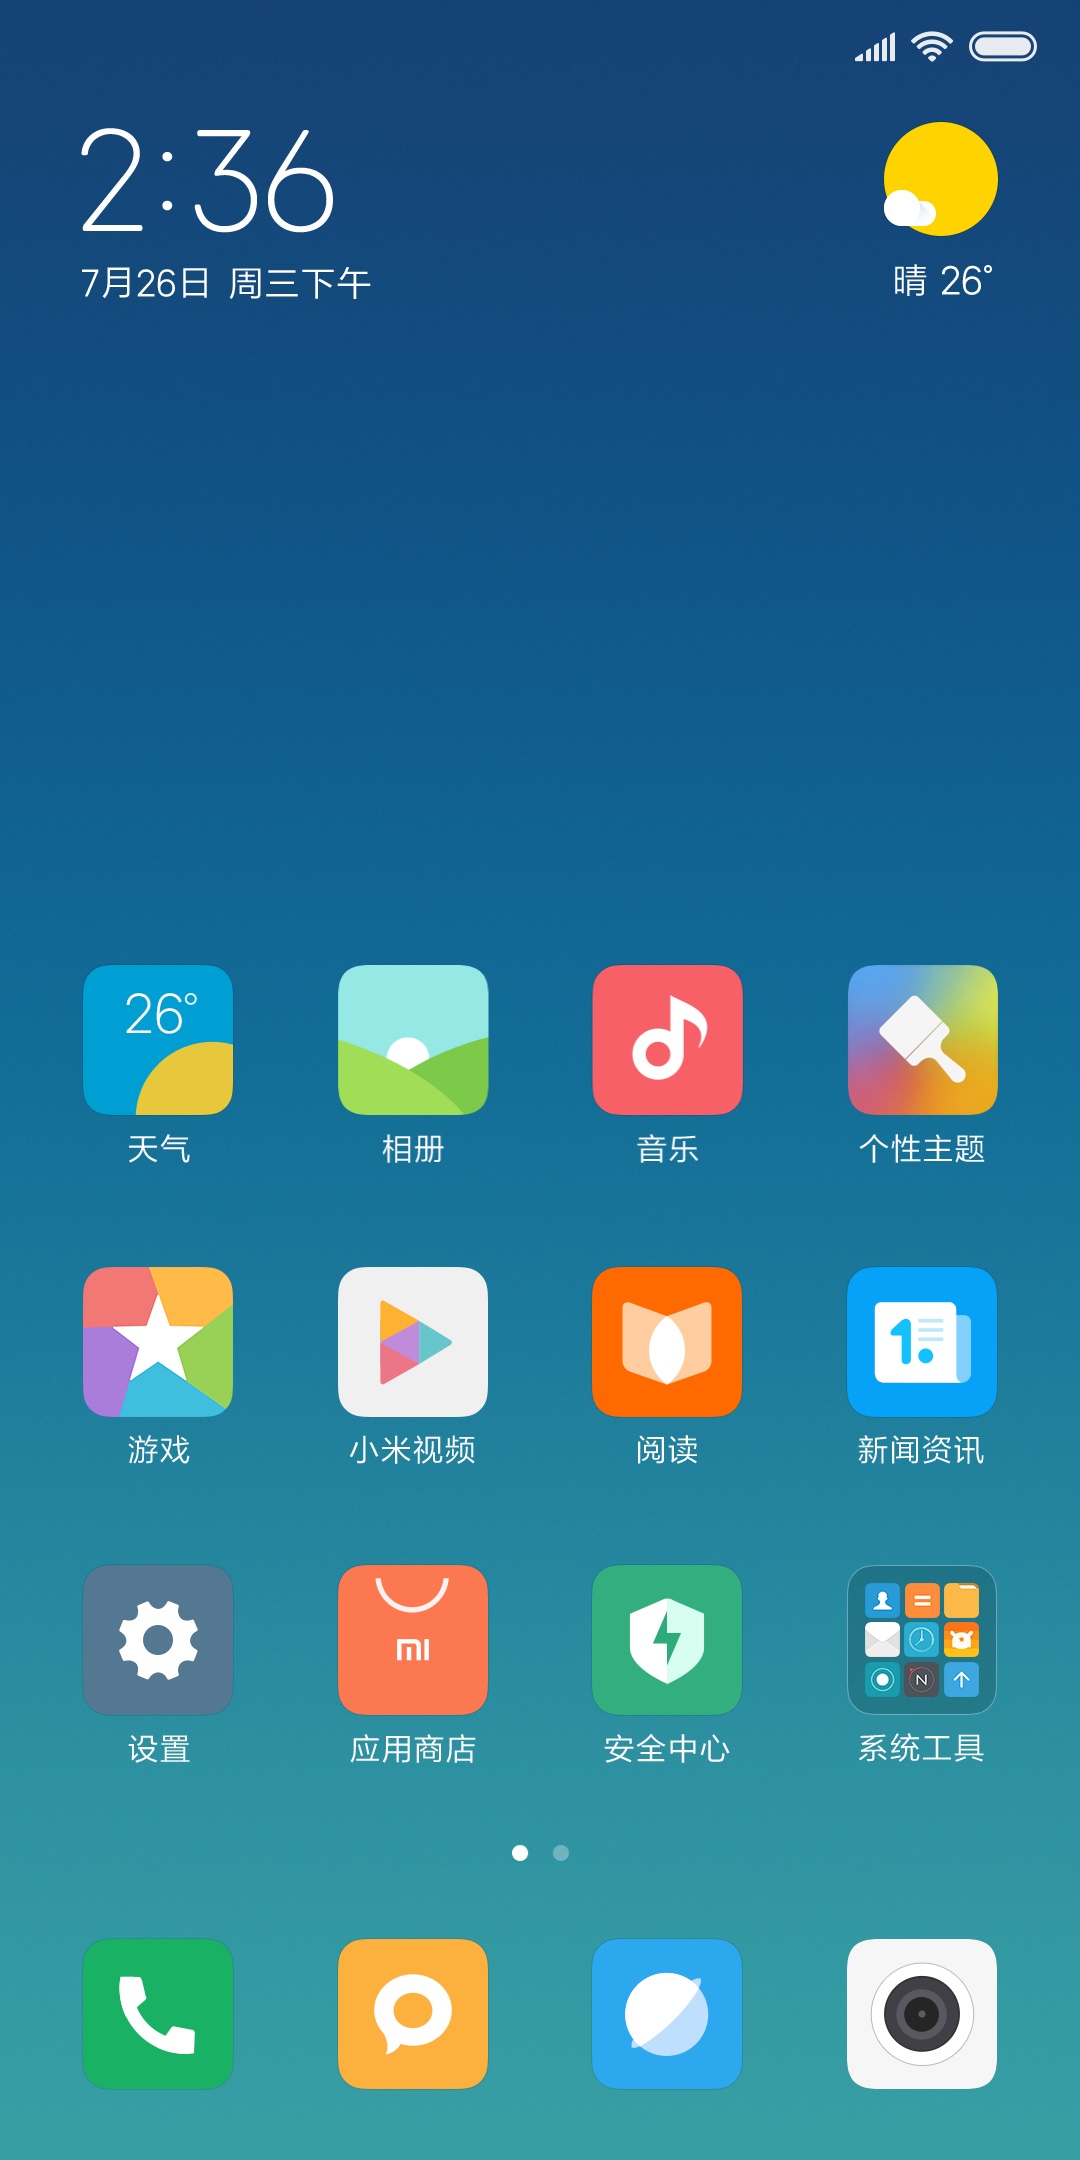 2:36
7月26日 周三下午
晴 26°
26°
天气
相册
音乐
个性主题
1.
游戏
小米视频
阅读
新闻资讯
mi
N
设置
应用商店
安全中心
系统工具